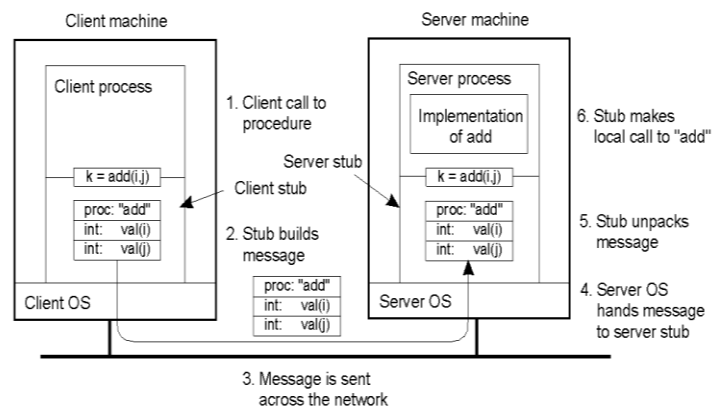 Client machine
Server machine
Client process
1. Client call to
procedure
Server process
Implementation
of add
6. Stub makes
local call to "add"
Server stub
k = add(i,j)
k = add(i,j)
Client stub
proc: "add"
int: val(i)
int: val(j)
proc: "add"
int: val(i)
int: val(j)
5. Stub unpacks
message
2. Stub builds
message
proc: "add"
int: val(i)
int: val(j)
Client OS
Server OS
4. Server OS
hands message
to server stub
3. Message is sent
across the network